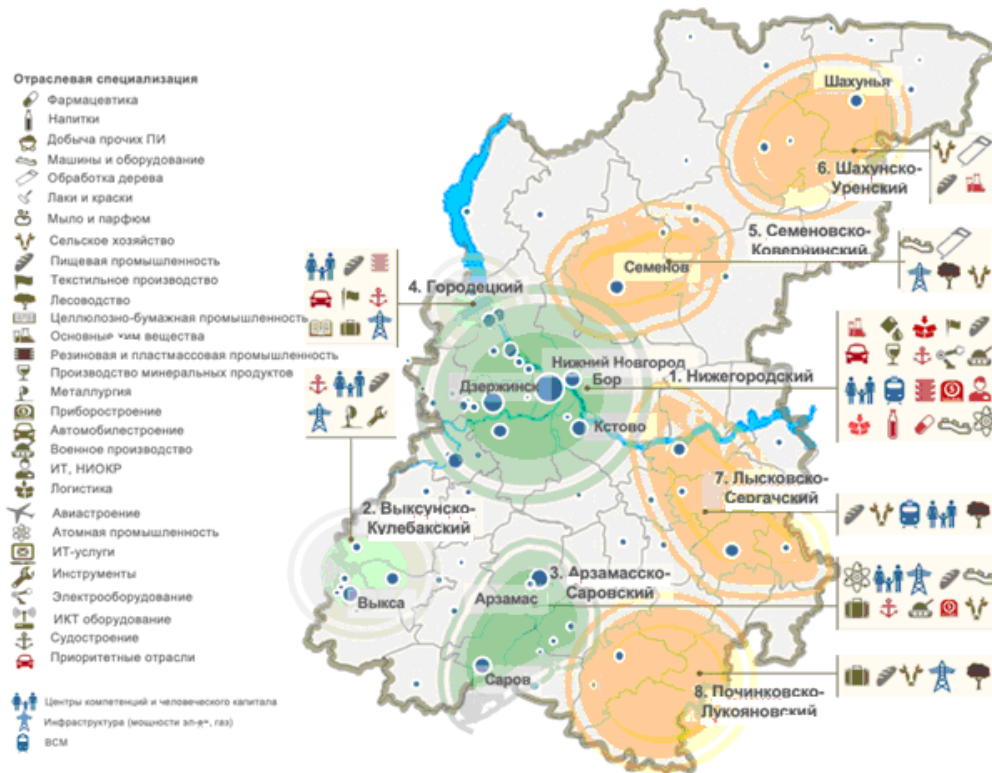 Отраслевая специализация
Фармацевтика
Напитки
Добыча прочих ПИ
Машины и оборудование
Обработка дерева
Лаки и краски
Мыло и парфюм
Сельское хозяйство
Пищевая промышленность
Текстильное производство
Лесоводство
Целлюлозно-бумажная промышленность
Основные хим вещества
Резиновая и пластмассовая промышленность
Производство минеральных продуктов
Металлургия
Приборостроение
Автомобилестроение
Военное производство
ИТ, НИОКР
Логистика
Авиастроение
Атомная промышленность
ИТ-услуги
Инструменты
Электрооборудование
ИКТ оборудование
Судостроение
Приоритетные отрасли
Центры компетенций и человеческого капитала
Инфраструктура (мощности эл-я, газ)
ВСМ
Шахунья
6. Шахунско-
Уренский
5. Семеновско-
Ковернинский
Семенов
4. Городецкий
Нижний Новгород
Бор
1. Нижегородский
Дзержинск
Кстово
7. Лысковско-
Сергачский
2. Выксунско-
Кулебакский
Выкса
3. Арзамасско-
Саровский
Арзамас
Саров
8. Починковско-
Лукояновский